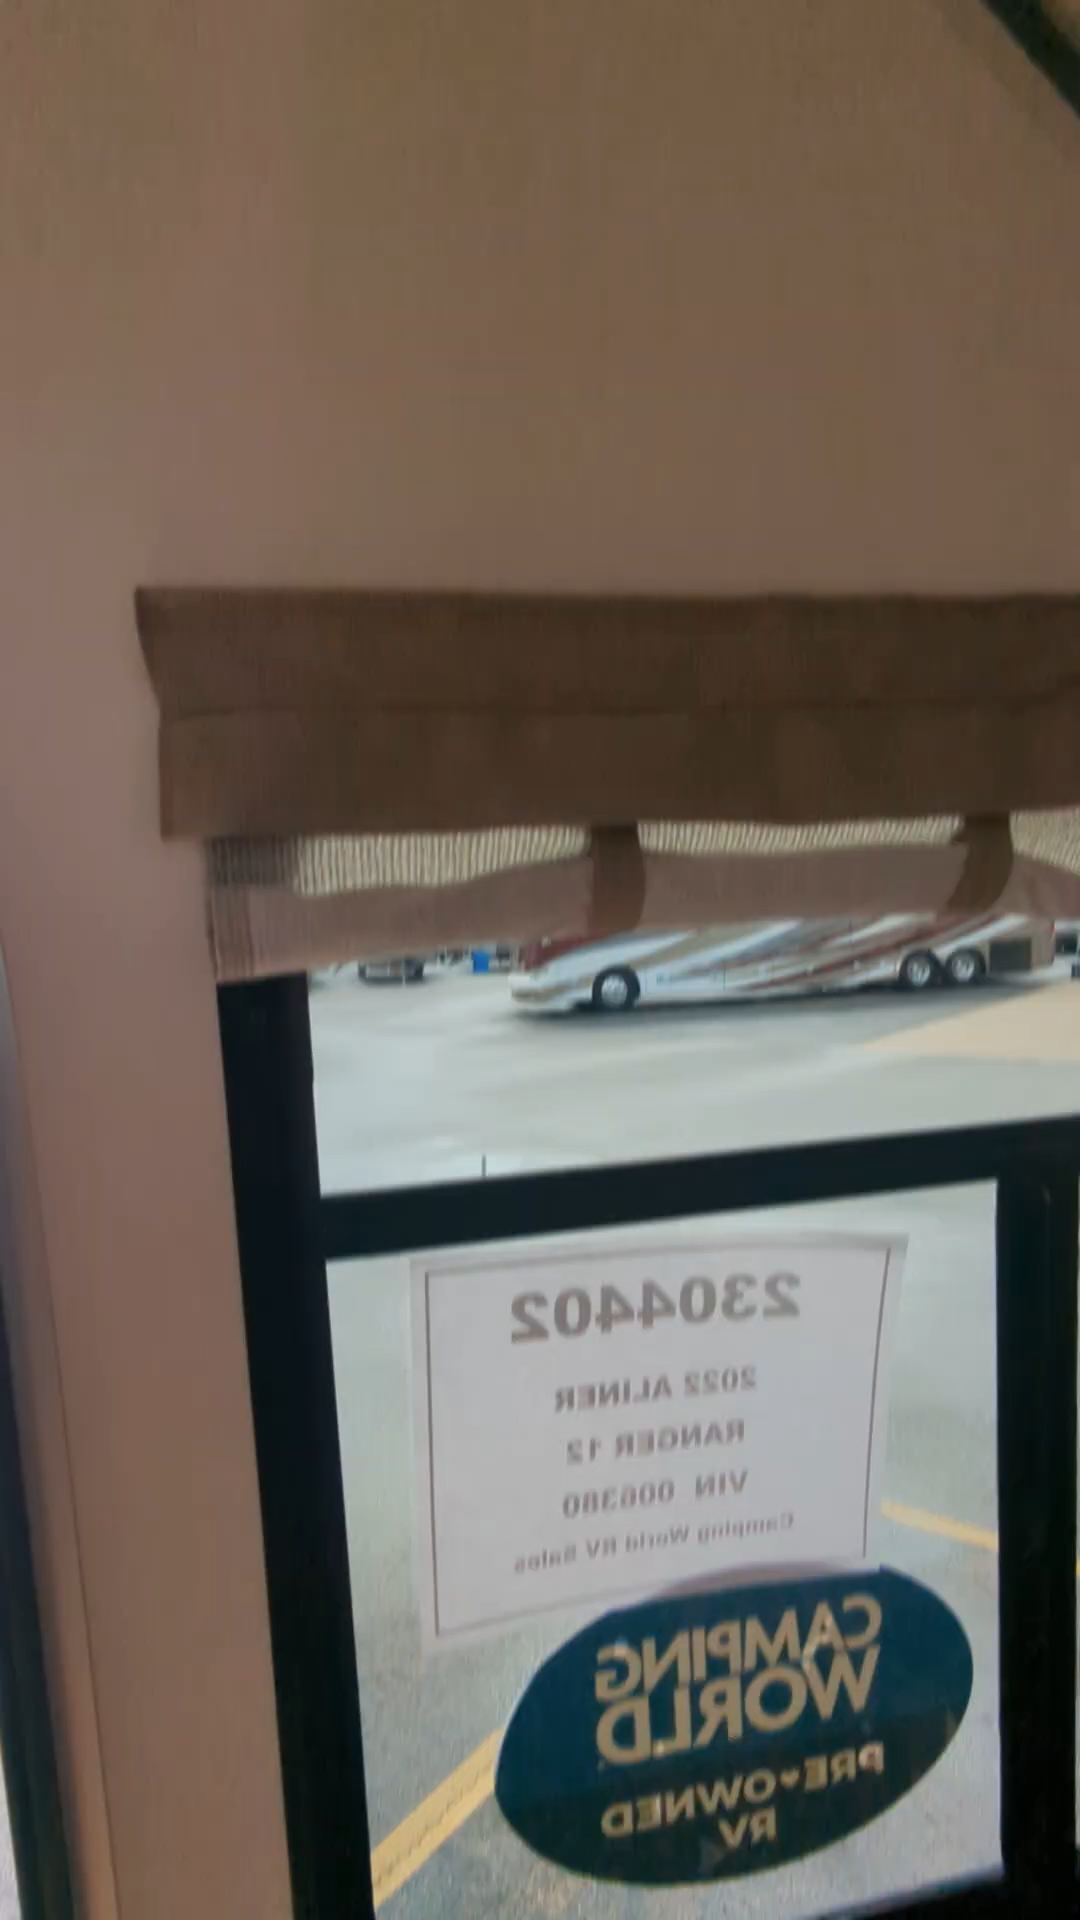 2304402
2022 ALINER
RANGER 12
VIN 006380
Camping World RV Sales
CAMPING
WORLD
PRE♥OWNED
RV